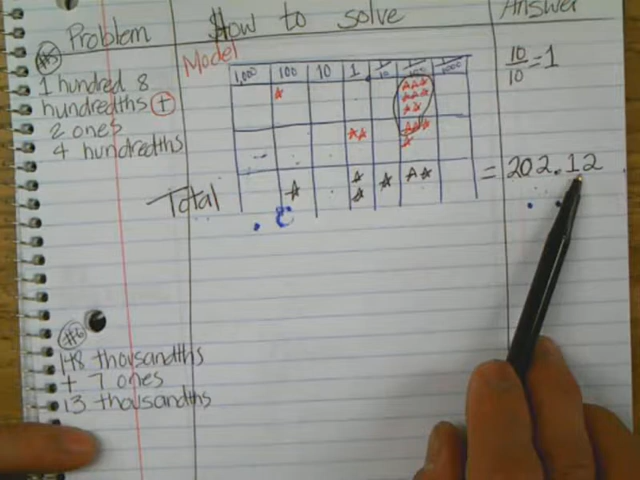 Problem
How to solve
Answer
#5
1 hundred 8
hundredths +
2 ones
4 hundredths
Model
1,000 100 10 1 . 1/10 1/100 1/1000
10/10 = 1
Total
= 202.12
#6
148 thousandths
+ 7 ones
13 thousandths